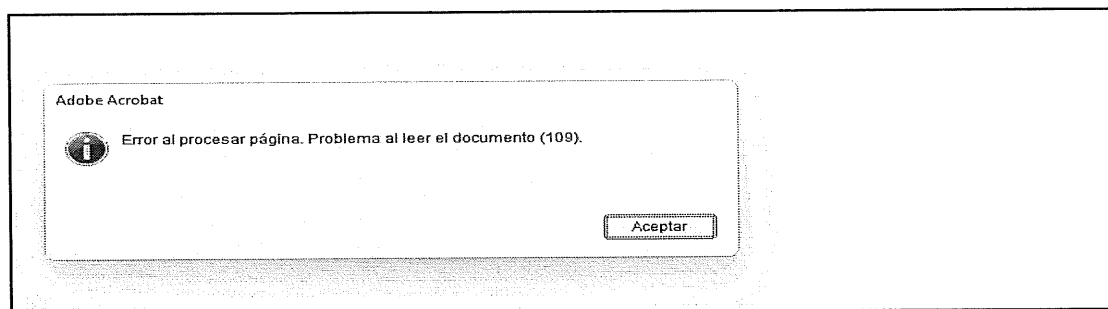 Adobe Acrobat
Error al procesar página. Problema al leer el documento (109).
Aceptar